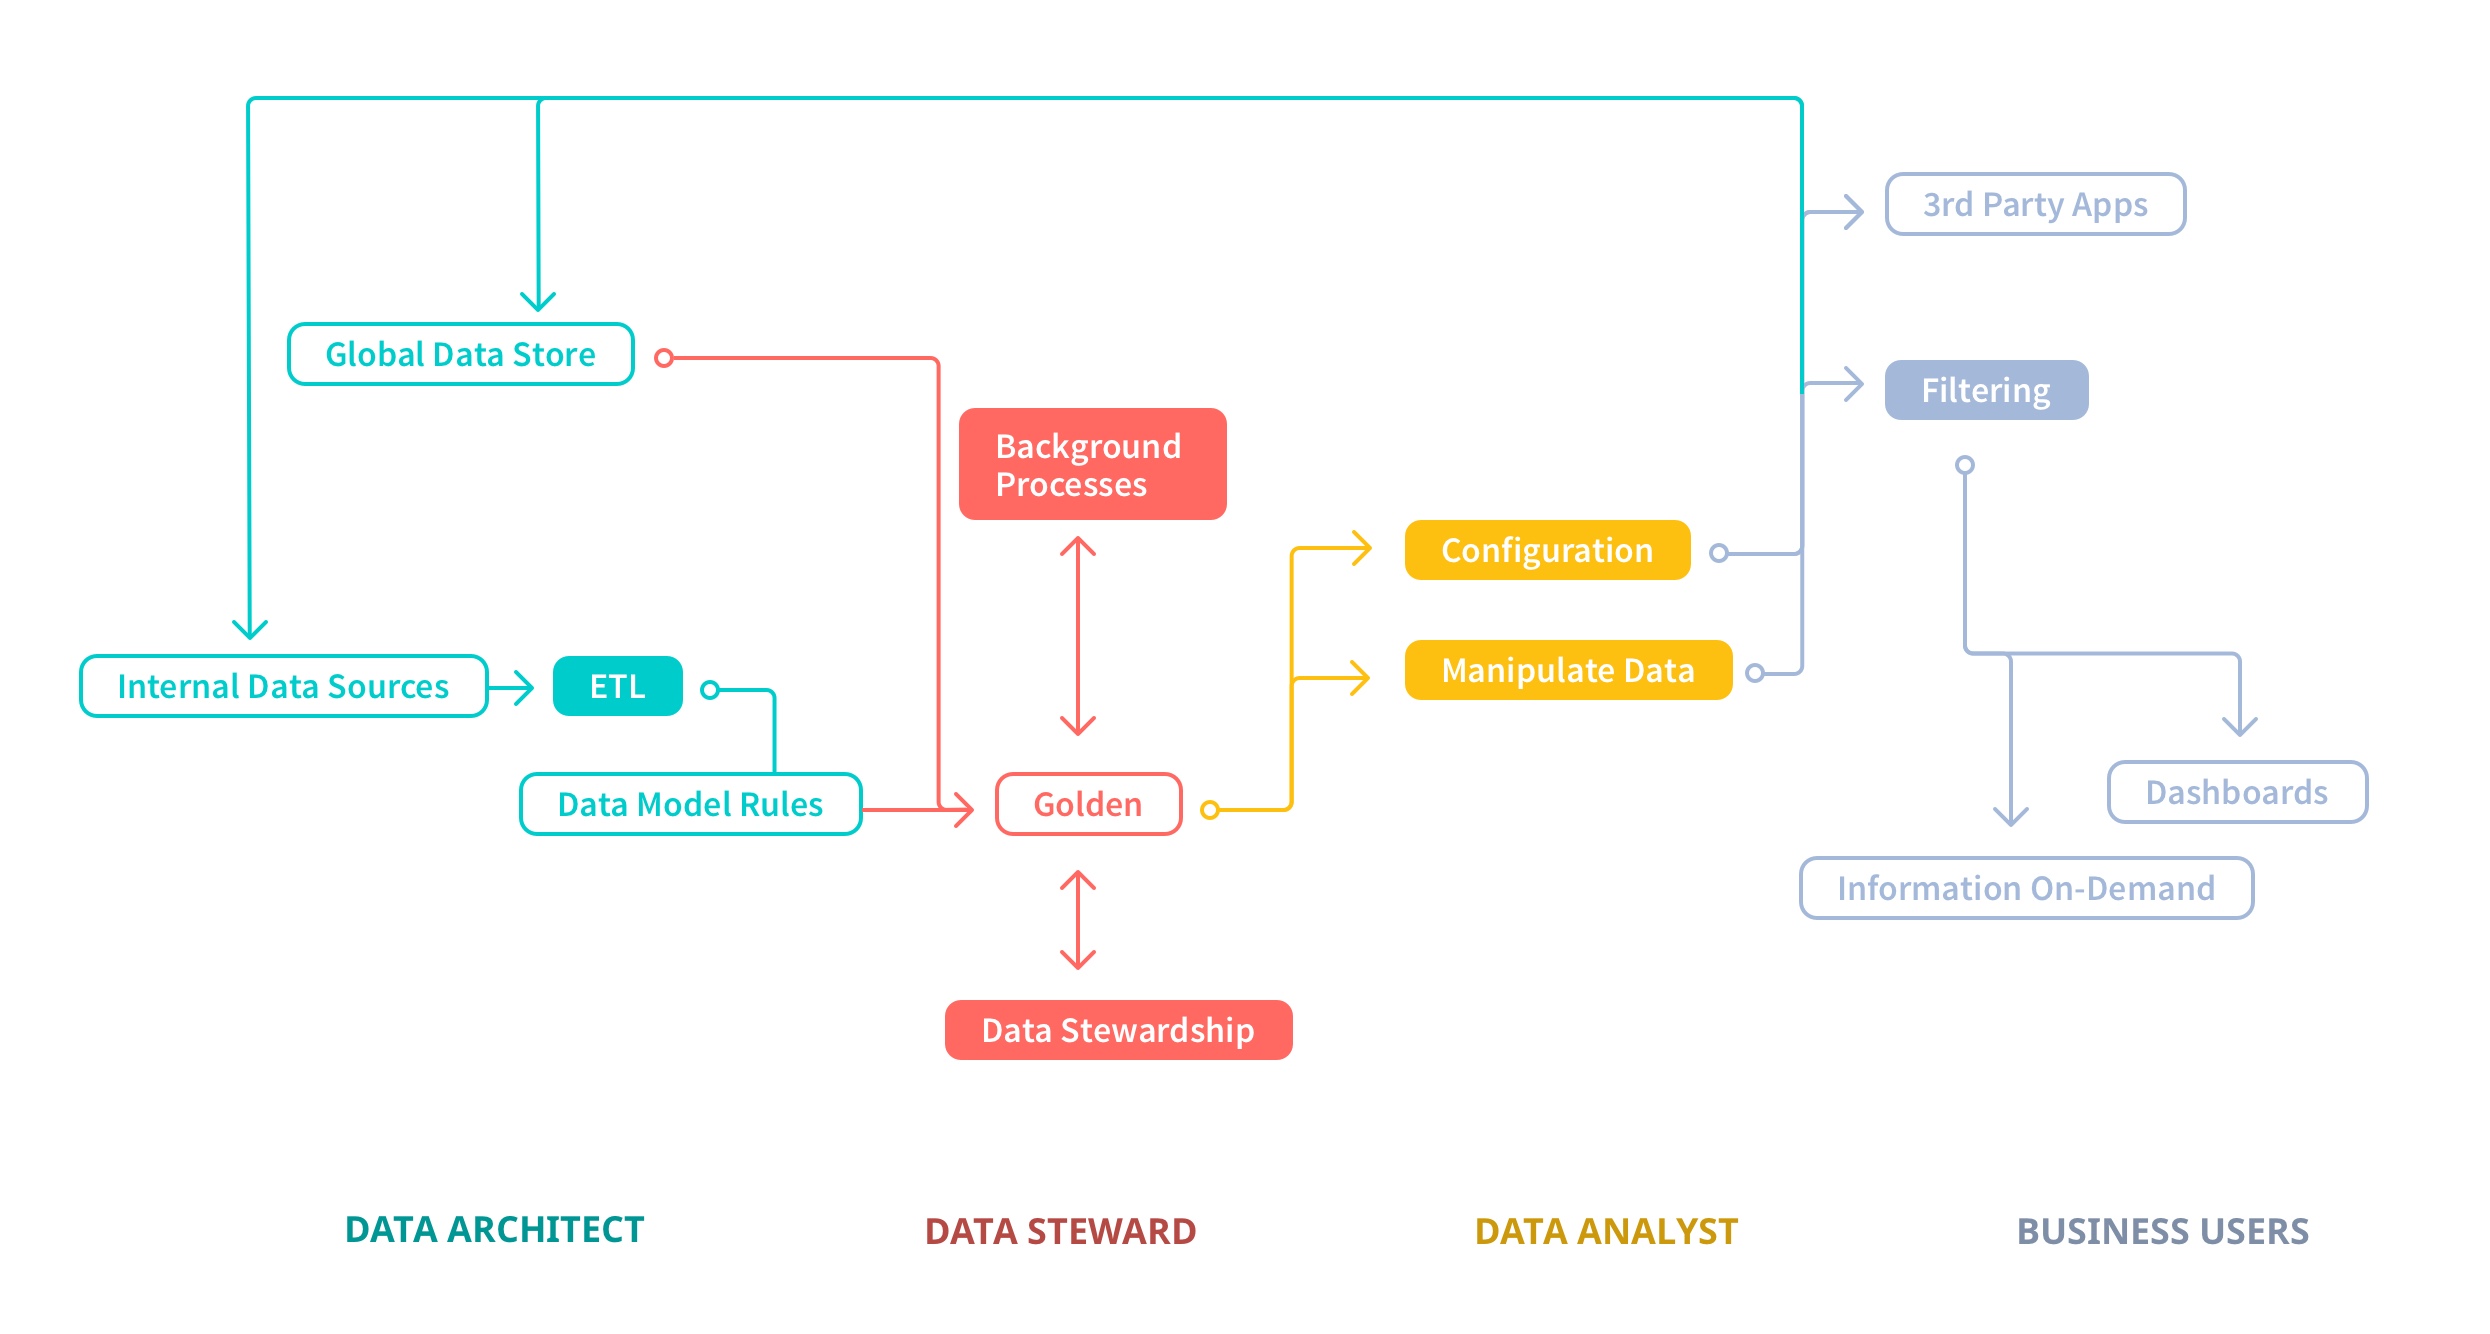 3rd Party Apps
Global Data Store
Filtering
Background
Processes
Configuration
Internal Data Sources
ETL
Manipulate Data
Data Model Rules
Golden
Dashboards
Information On-Demand
Data Stewardship
DATA ARCHITECT
DATA STEWARD
DATA ANALYST
BUSINESS USERS